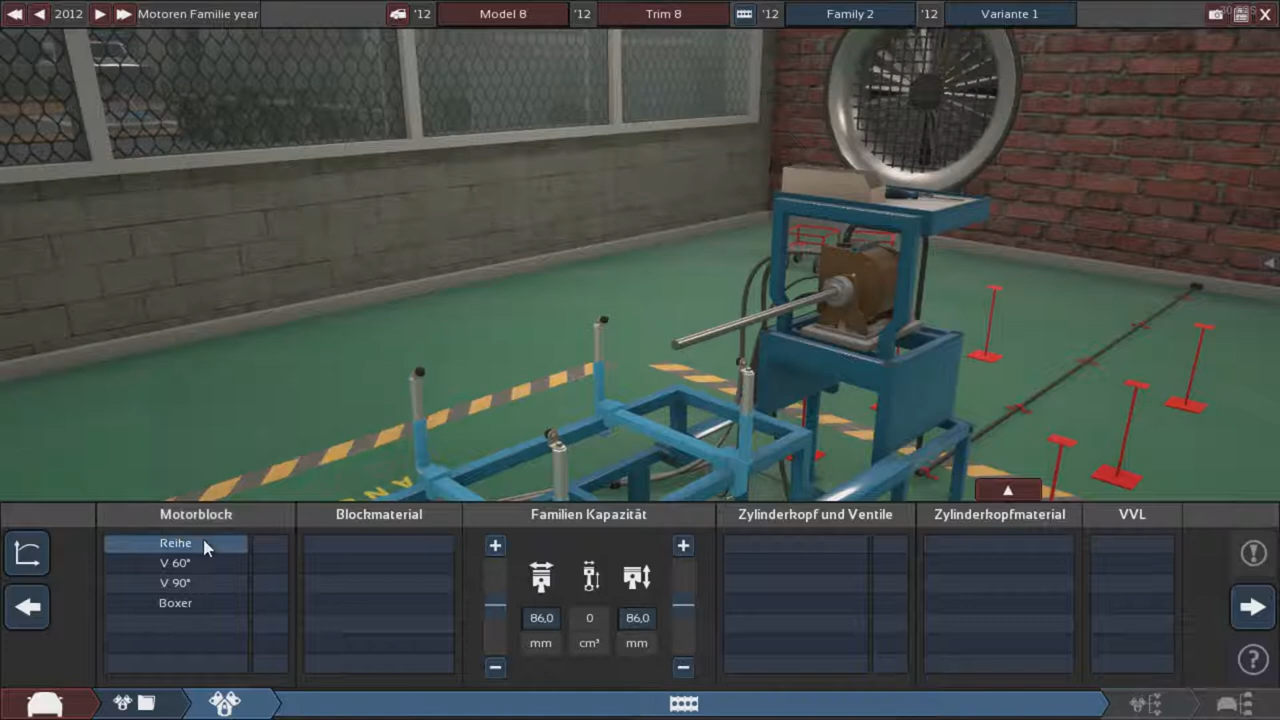 2012 Motoren Familie year '12 Model 8 '12 Trim 8 '12 Family 2 '12 Variante 1
Motorblock Blockmaterial Familien Kapazität Zylinderkopf und Ventile Zylinderkopfmaterial VVL
Reihe
V 60°
V 90°
Boxer
86,0 0 86,0
mm cm³ mm